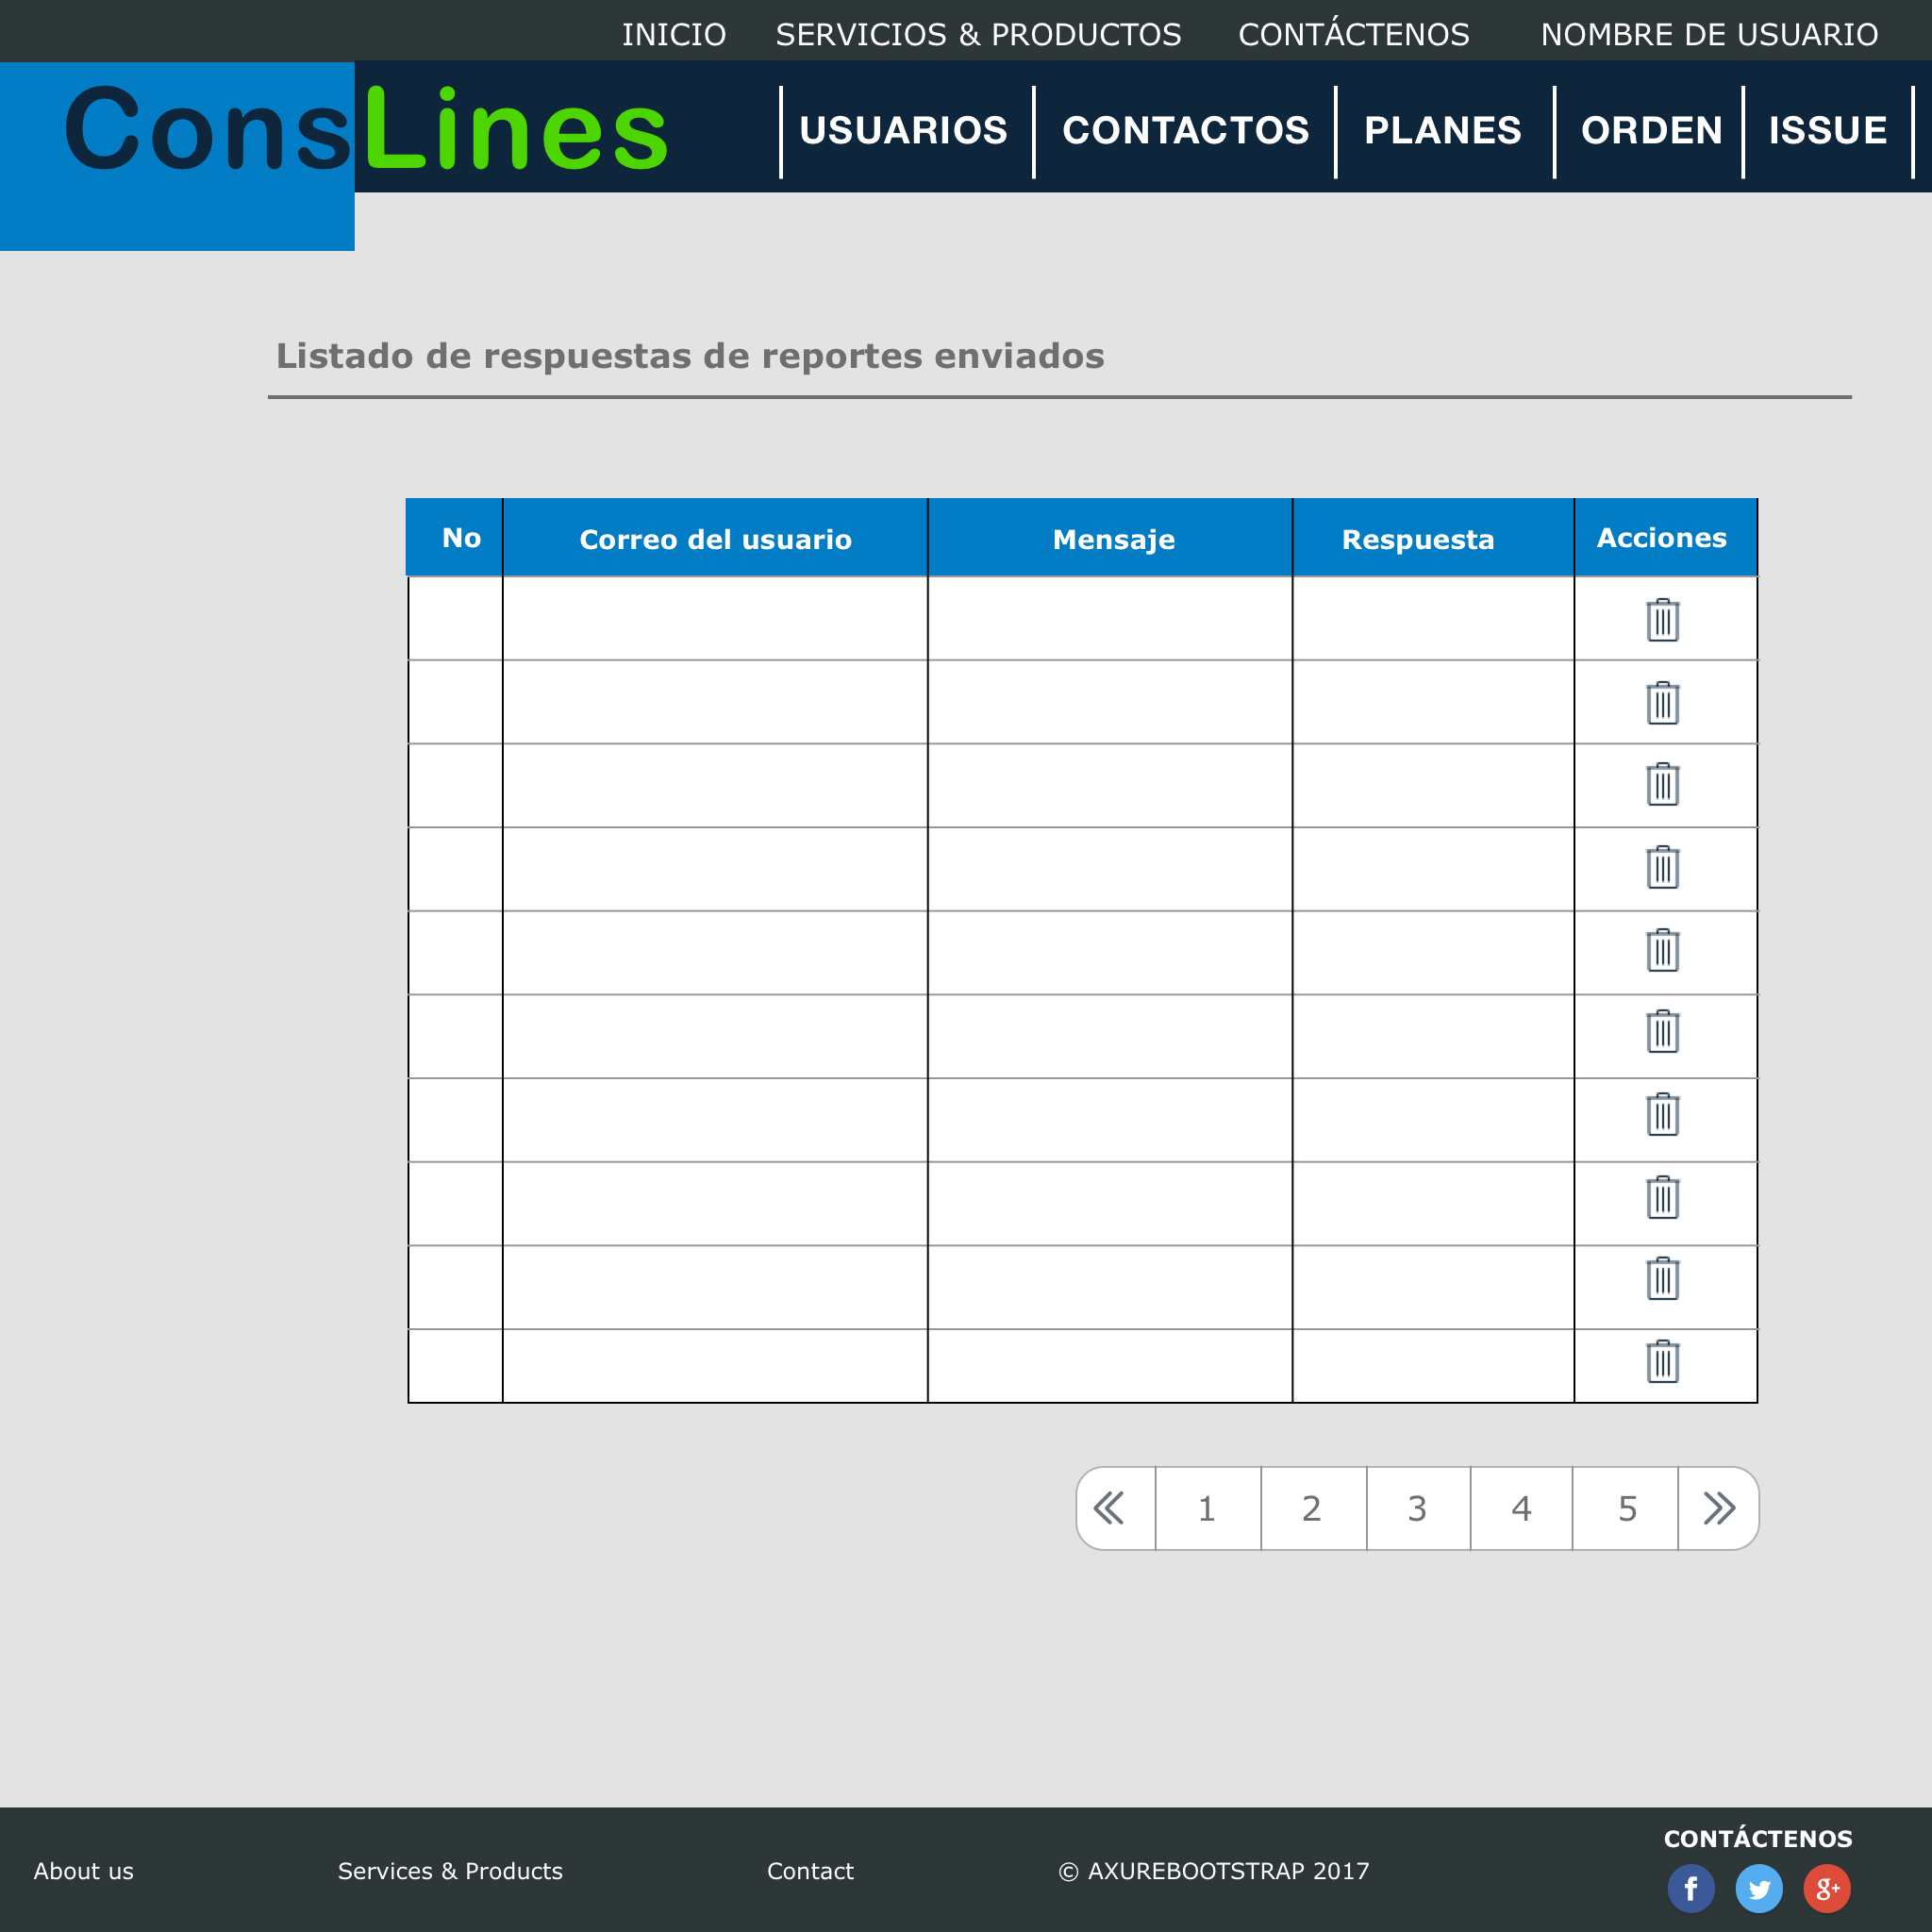 INICIO SERVICIOS & PRODUCTOS CONTÁCTENOS NOMBRE DE USUARIO
ConsLines
USUARIOS CONTACTOS PLANES ORDEN ISSUE
Listado de respuestas de reportes enviados
No Correo del usuario Mensaje Respuesta Acciones
1 2 3 4 5
CONTÁCTENOS
About us Services & Products Contact © AXUREBOOTSTRAP 2017
f g+